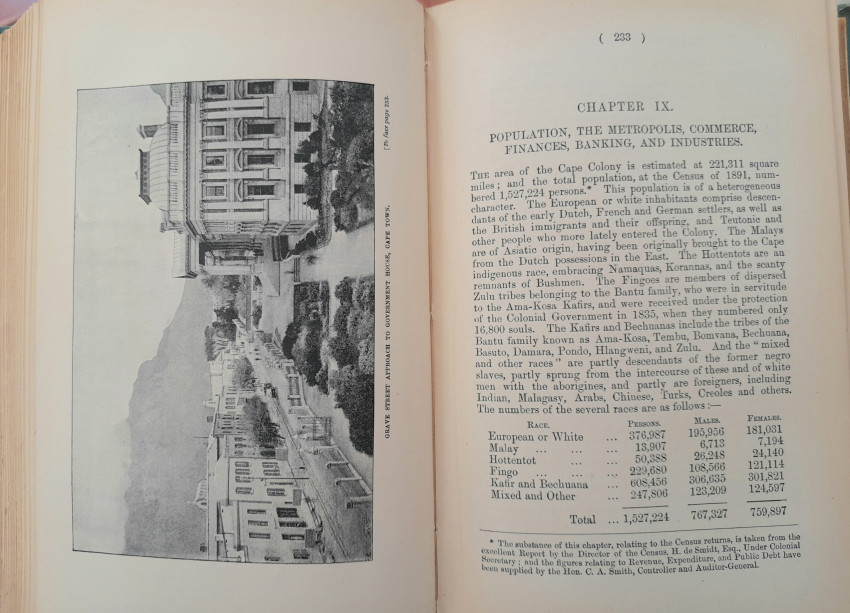 [To face page 233.
GRAVE STREET APPROACH TO GOVERNMENT HOUSE, CAPE TOWN.
( 233 )
CHAPTER IX.
POPULATION, THE METROPOLIS, COMMERCE,
FINANCES, BANKING, AND INDUSTRIES.
THE area of the Cape Colony is estimated at 221,311 square
miles; and the total population, at the Census of 1891, num-
bered 1,527,224 persons.* This population is of a heterogeneous
character. The European or white inhabitants comprise descen-
dants of the early Dutch, French and German settlers, as well as
the British immigrants and their offspring, and Teutonic and
other people who more lately entered the Colony. The Malays
are of Asiatic origin, having been originally brought to the Cape
from the Dutch possessions in the East. The Hottentots are an
indigenous race, embracing Namaquas, Korannas, and the scanty
remnants of Bushmen. The Fingoes are members of dispersed
Zulu tribes belonging to the Bantu family, who were in servitude
to the Ama-Kosa Kafirs, and were received under the protection
of the Colonial Government in 1835, when they numbered only
16,800 souls. The Kafirs and Bechuanas include the tribes of the
Bantu family known as Ama-Kosa, Tembu, Bomvana, Bechuana,
Basuto, Damara, Pondo, Hlangweni, and Zulu. And the "mixed
and other races" are partly descendants of the former negro
slaves, partly sprung from the intercourse of these and of white
men with the aborigines, and partly are foreigners, including
Indian, Malagasy, Arabs, Chinese, Turks, Creoles and others.
The numbers of the several races are as follows:—
RACE. PERSONS. MALES. FEMALES.
European or White ... 376,987 195,956 181,031
Malay ... ... ... 13,907 6,713 7,194
Hottentot ... ... 50,388 26,248 24,140
Fingo ... ... ... 229,680 108,566 121,114
Kafir and Bechuana ... 608,456 306,635 301,821
Mixed and Other ... 247,806 123,209 124,597
Total ... 1,527,224 767,327 759,897
* The substance of this chapter, relating to the Census returns, is taken from the
excellent Report by the Director of the Census, H. de Smidt, Esq., Under Colonial
Secretary; and the figures relating to Revenue, Expenditure, and Public Debt have
been supplied by the Hon. C. A. Smith, Controller and Auditor-General.